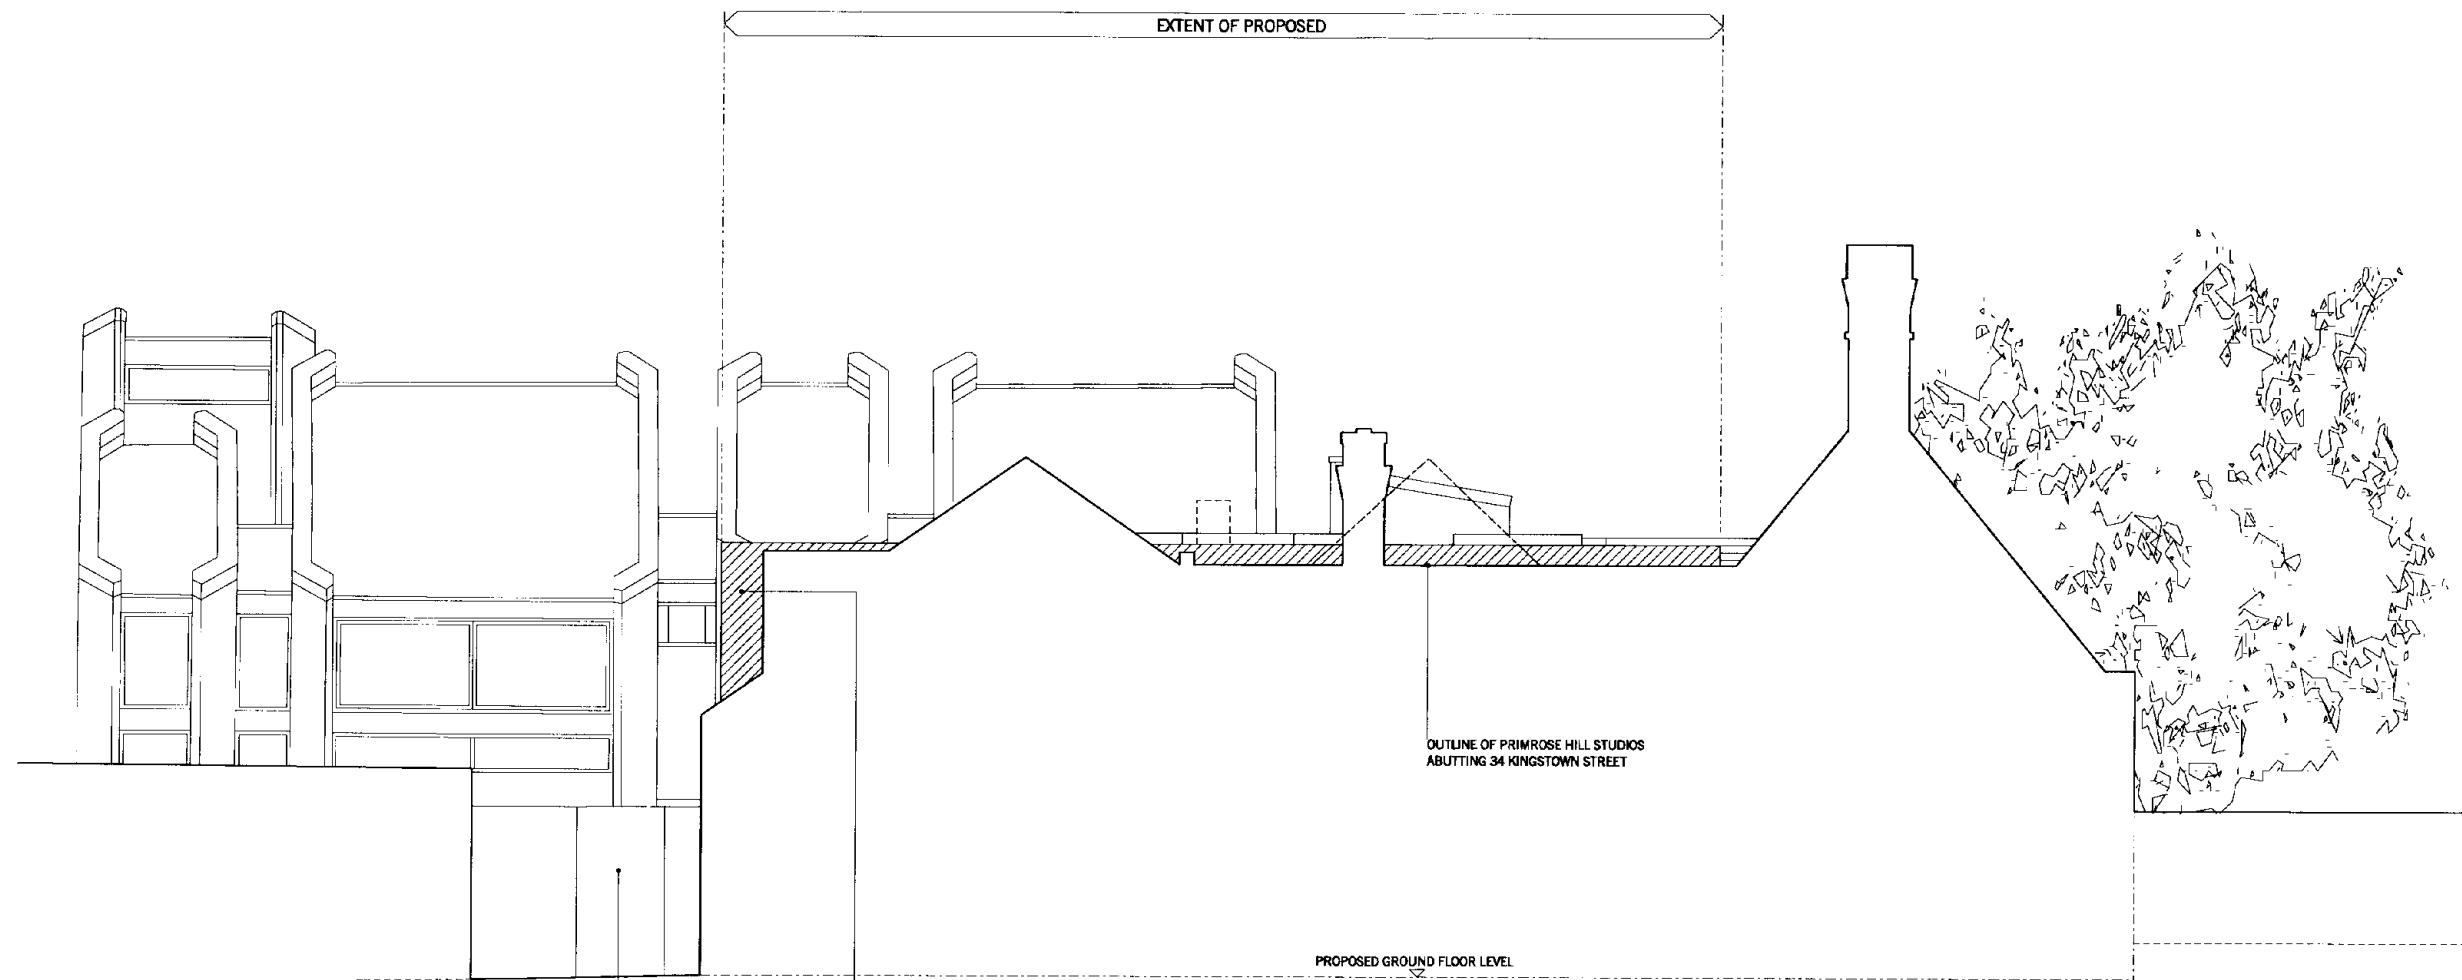 EXTENT OF PROPOSED
OUTLINE OF PRIMROSE HILL STUDIOS
ABUTTING 34 KINGSTOWN STREET
PROPOSED GROUND FLOOR LEVEL